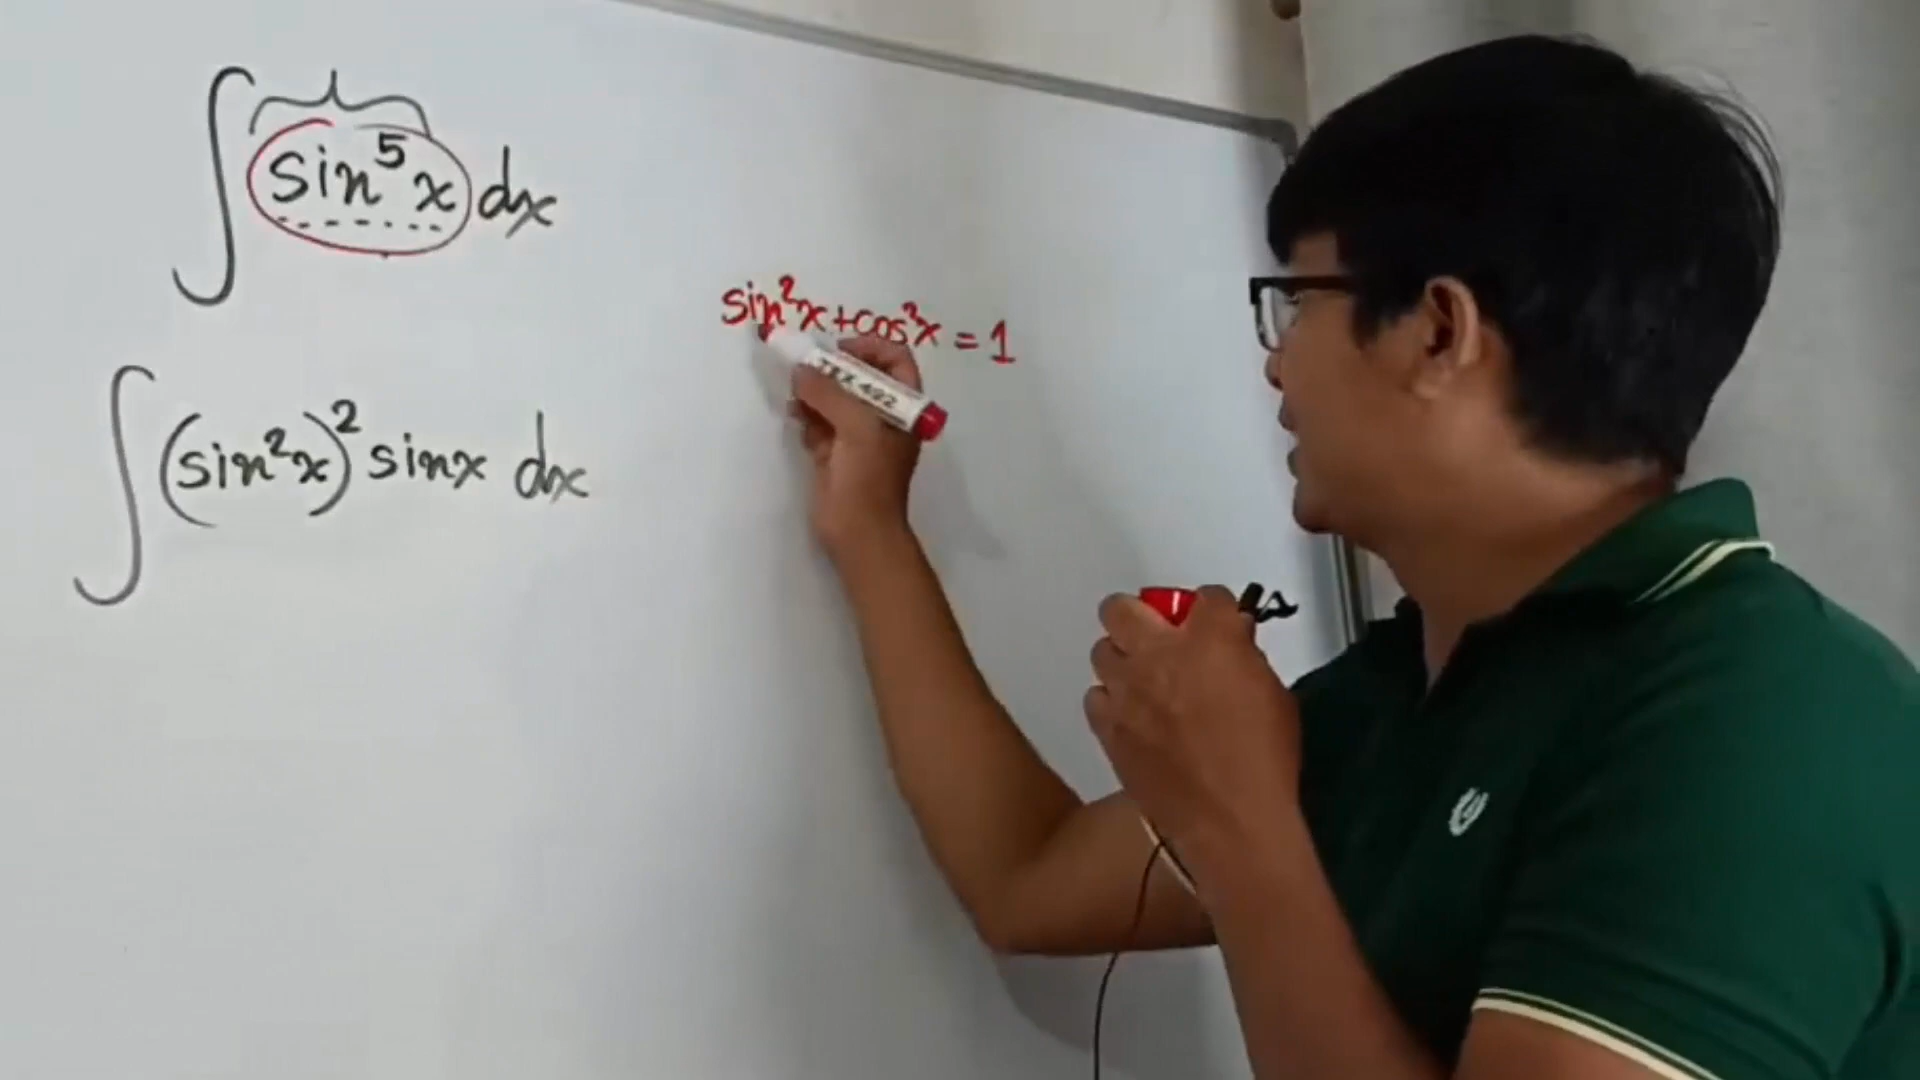 ∫ sin⁵x dx
sin²x + cos²x = 1
∫ (sin²x)² sinx dx